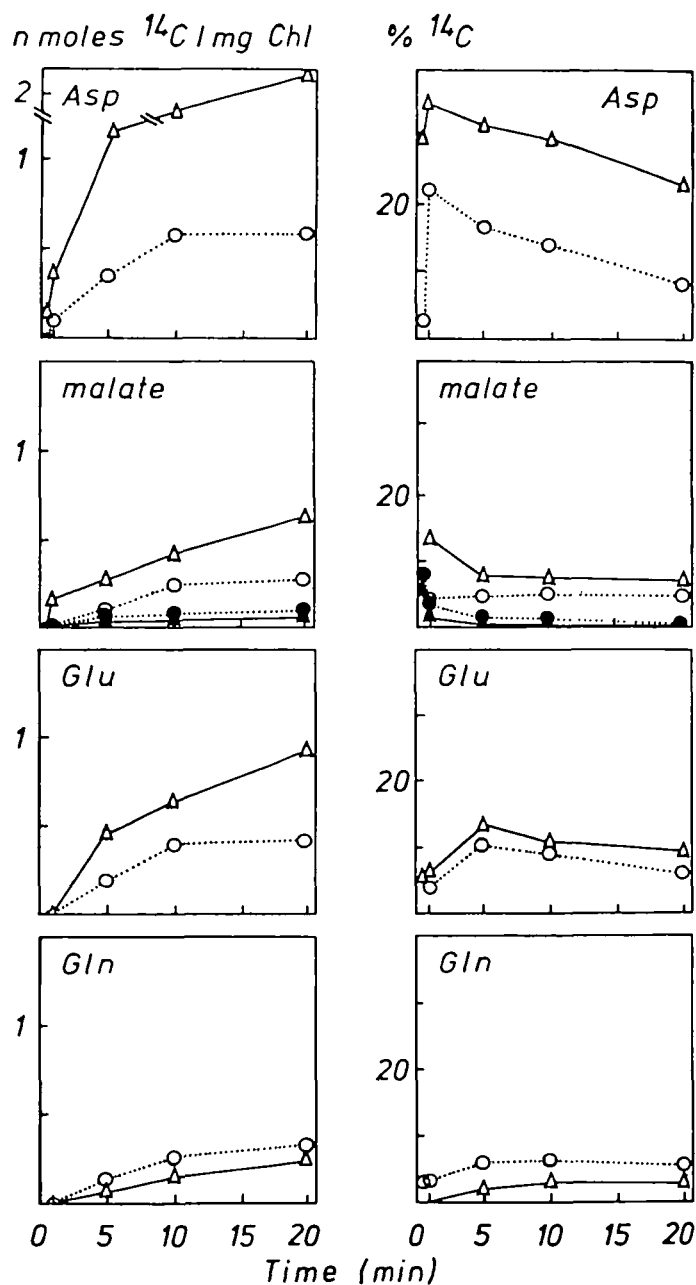 n moles ¹⁴C / mg Chl % ¹⁴C
2 Asp Asp
1 20
malate malate
1 20
Glu Glu
1 20
Gln Gln
1 20
0 5 10 15 20 0 5 10 15 20
Time (min)